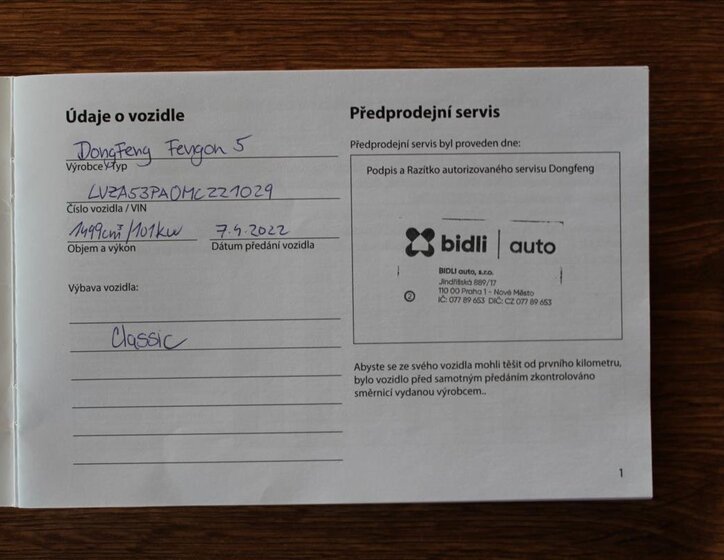 Údaje o vozidle
DongFeng Fengon 5
Výrobce/Typ
LVZA53PA0MCZ21029
Číslo vozidla / VIN
1499cm³/101kW 7.4.2022
Objem a výkon Dátum předání vozidla
Výbava vozidla:
Classic
Předprodejní servis
Předprodejní servis byl proveden dne:
Podpis a Razítko autorizovaného servisu Dongfeng
bidli | auto
BIDLI auto, s.r.o.
Jindřišská 889/17
110 00 Praha 1 - Nové Město
IČ: 077 89 653 DIČ: CZ 077 89 653
2
Abyste se ze svého vozidla mohli těšit od prvního kilometru,
bylo vozidlo před samotným předáním zkontrolováno
směrnicí vydanou výrobcem..
1